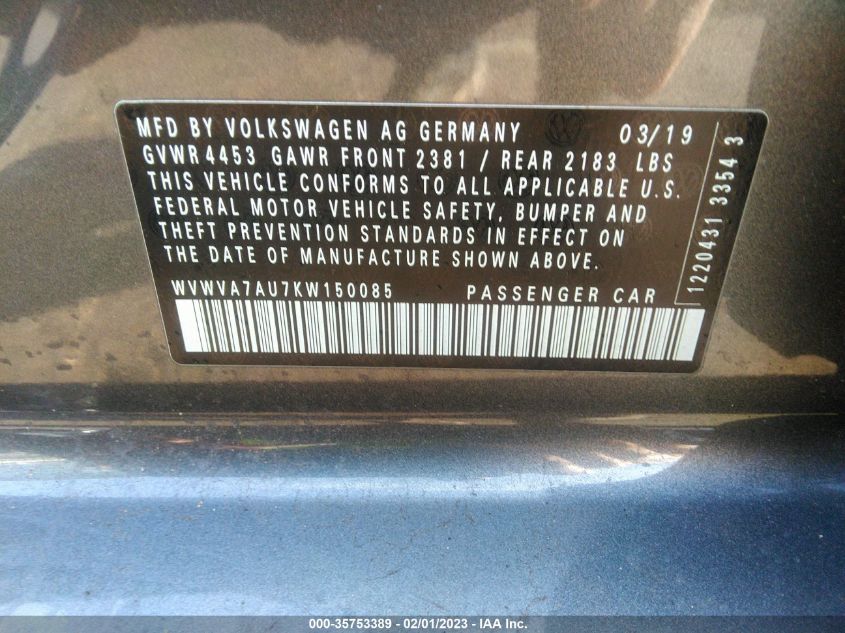 MFD BY VOLKSWAGEN AG GERMANY 03/19
GVWR 4453 GAWR FRONT 2381 / REAR 2183 LBS
THIS VEHICLE CONFORMS TO ALL APPLICABLE U.S.
FEDERAL MOTOR VEHICLE SAFETY, BUMPER AND
THEFT PREVENTION STANDARDS IN EFFECT ON
THE DATE OF MANUFACTURE SHOWN ABOVE.
WVWVA7AU7KW150085 PASSENGER CAR
1220431 3354 3
000-35753389 - 02/01/2023 - IAA Inc.